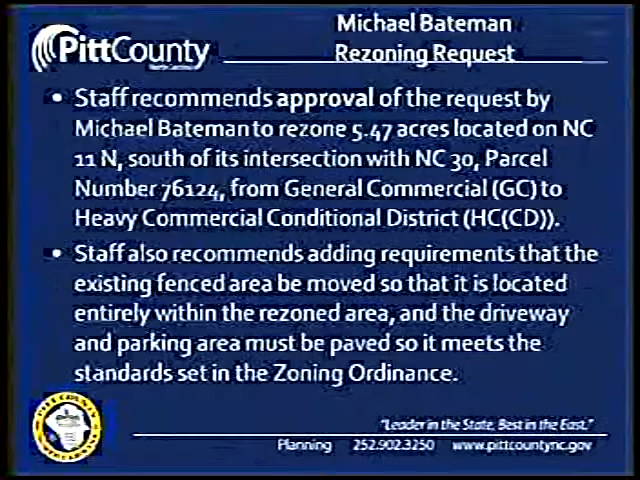 Michael Bateman
Rezoning Request
PittCounty
• Staff recommends approval of the request by
Michael Bateman to rezone 5.47 acres located on NC
11 N, south of its intersection with NC 30, Parcel
Number 76124, from General Commercial (GC) to
Heavy Commercial Conditional District (HC(CD)).
• Staff also recommends adding requirements that the
existing fenced area be moved so that it is located
entirely within the rezoned area, and the driveway
and parking area must be paved so it meets the
standards set in the Zoning Ordinance.
"Leader in the State, Best in the East."
Planning 252.902.3250 www.pittcountync.gov